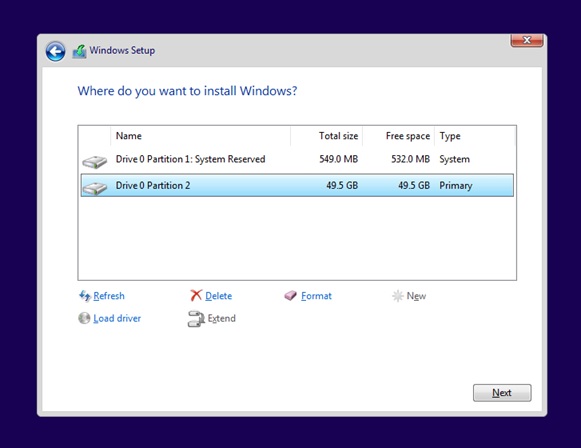 Windows Setup
Where do you want to install Windows?
Name Total size Free space Type
Drive 0 Partition 1: System Reserved 549.0 MB 532.0 MB System
Drive 0 Partition 2 49.5 GB 49.5 GB Primary
Refresh Delete Format New
Load driver Extend
Next